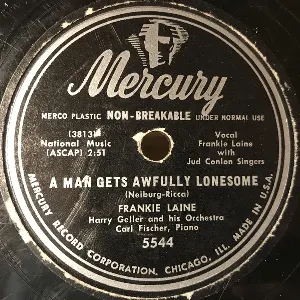 Mercury
MERCO PLASTIC NON-BREAKABLE UNDER NORMAL USE
(3813)
National Music
(ASCAP) 2:51
Vocal
Frankie Laine
with
Jud Conlon Singers
A MAN GETS AWFULLY LONESOME
(Neiburg-Ricca)
FRANKIE LAINE
Harry Geller and his Orchestra
Carl Fischer, Piano
5544
MERCURY RECORD CORPORATION, CHICAGO, ILL. MADE IN U.S.A.